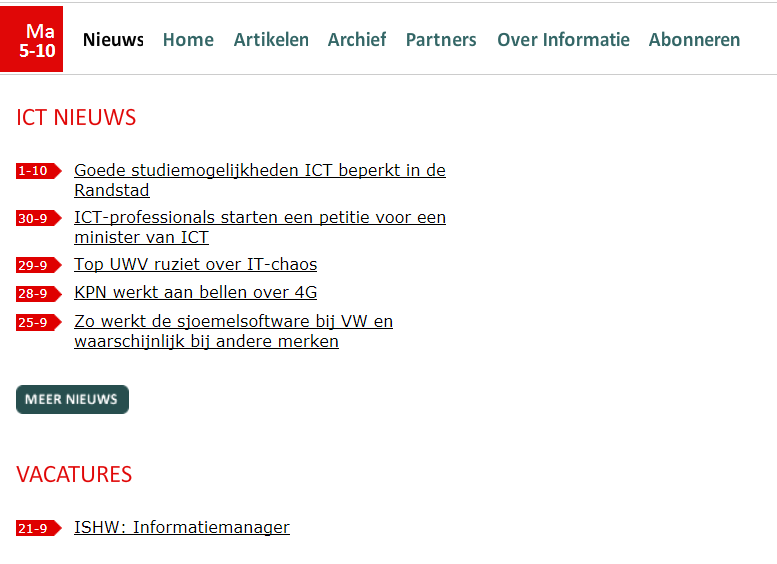 Ma
5-10
Nieuws Home Artikelen Archief Partners Over Informatie Abonneren
ICT NIEUWS
1-10 Goede studiemogelijkheden ICT beperkt in de
Randstad
30-9 ICT-professionals starten een petitie voor een
minister van ICT
29-9 Top UWV ruziet over IT-chaos
28-9 KPN werkt aan bellen over 4G
25-9 Zo werkt de sjoemelsoftware bij VW en
waarschijnlijk bij andere merken
MEER NIEUWS
VACATURES
21-9 ISHW: Informatiemanager